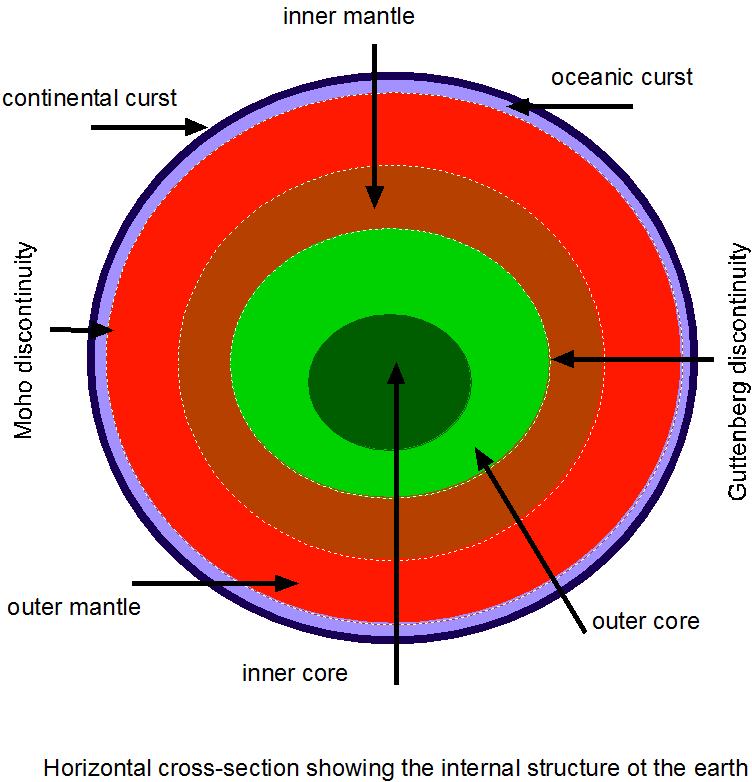 inner mantle
oceanic curst
continental curst
Moho discontinuity
Guttenberg discontinuity
outer mantle
outer core
inner core
Horizontal cross-section showing the internal structure ot the earth